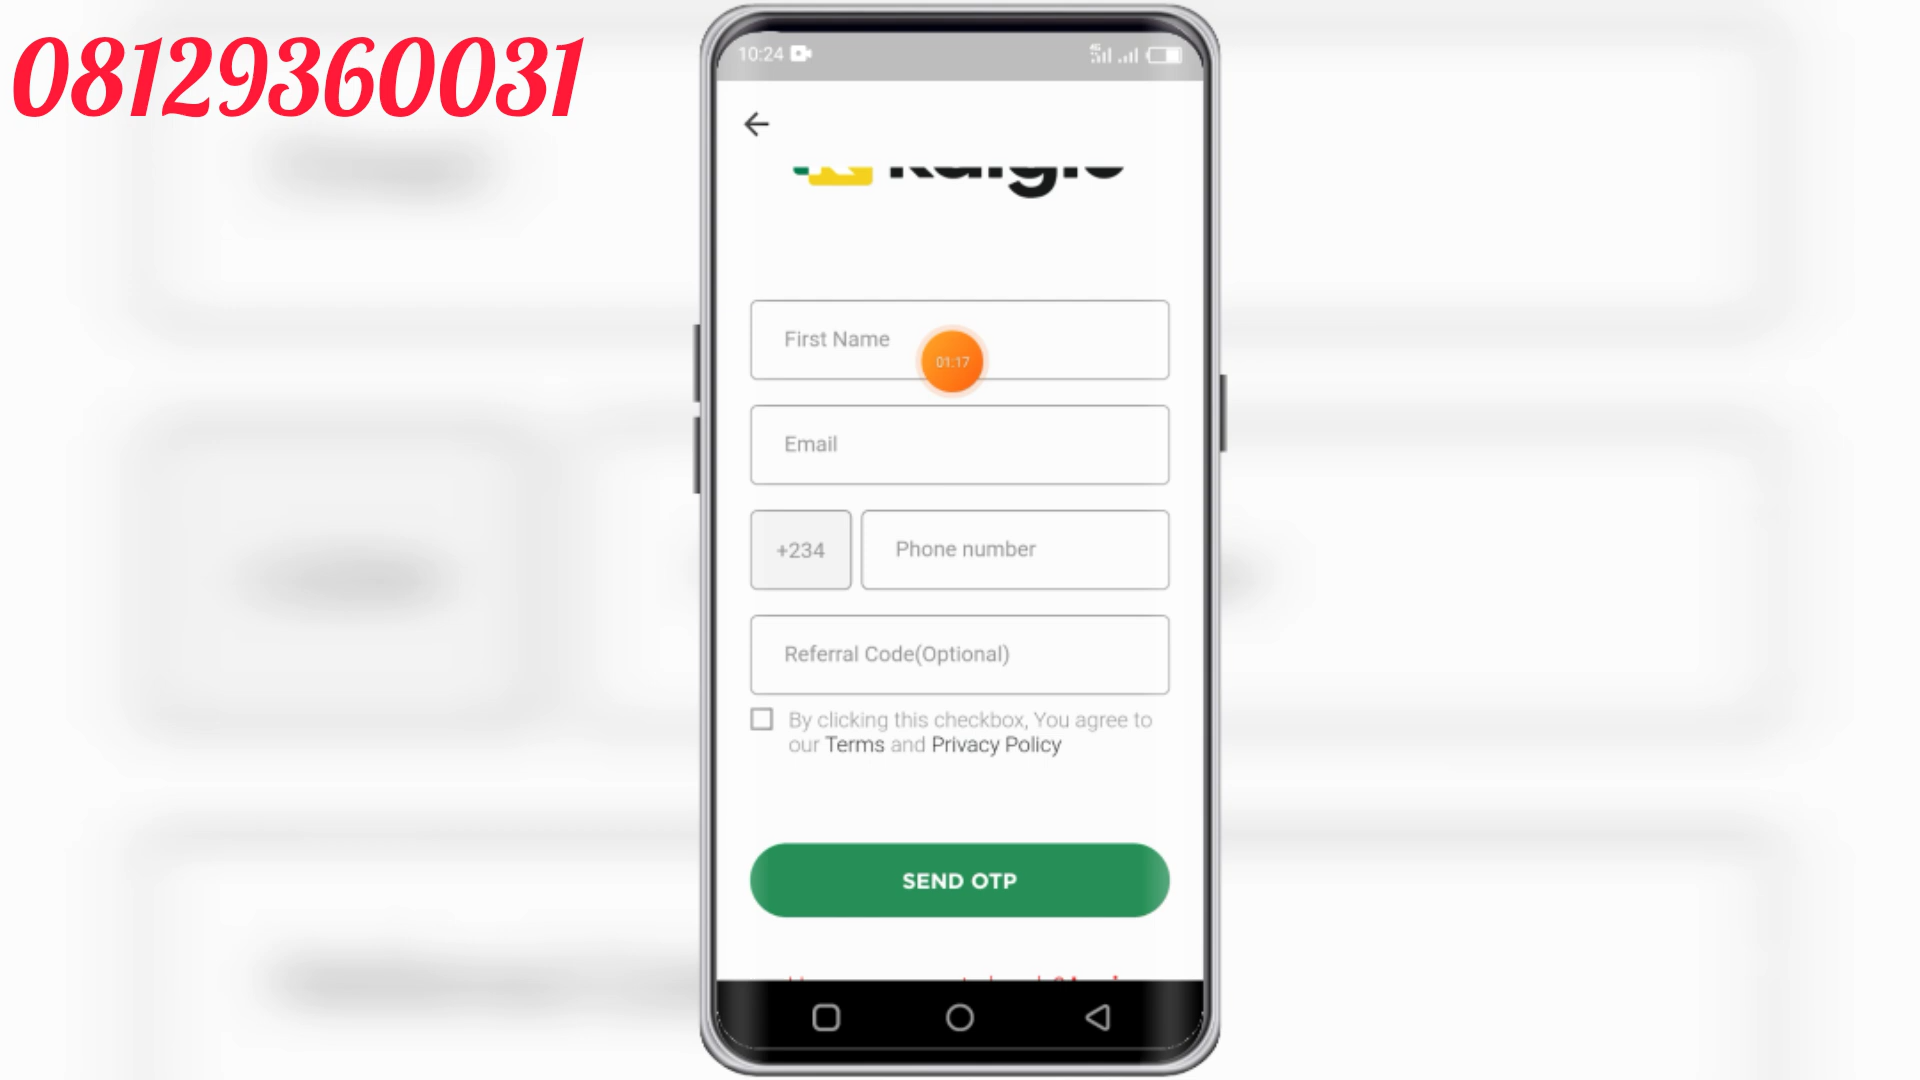 08129360031
10:24
First Name
01:17
Email
+234
Phone number
Referral Code(Optional)
By clicking this checkbox, You agree to
our Terms and Privacy Policy
SEND OTP